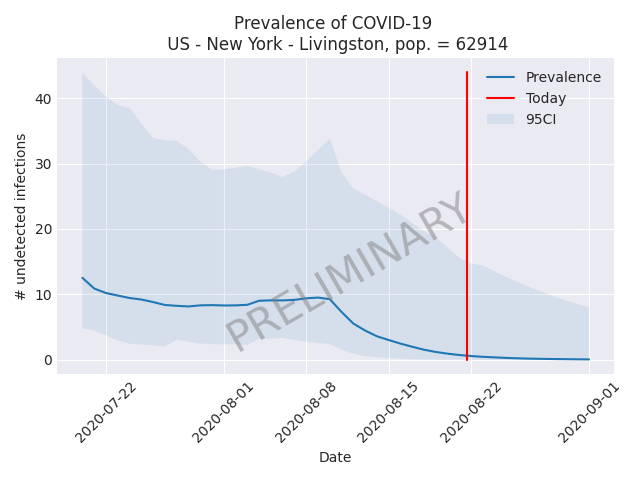 Prevalence of COVID-19
US - New York - Livingston, pop. = 62914
# undetected infections
40
30
20
10
0
Prevalence
Today
95CI
PRELIMINARY
2020-07-22
2020-08-01
2020-08-08
2020-08-15
2020-08-22
2020-09-01
Date